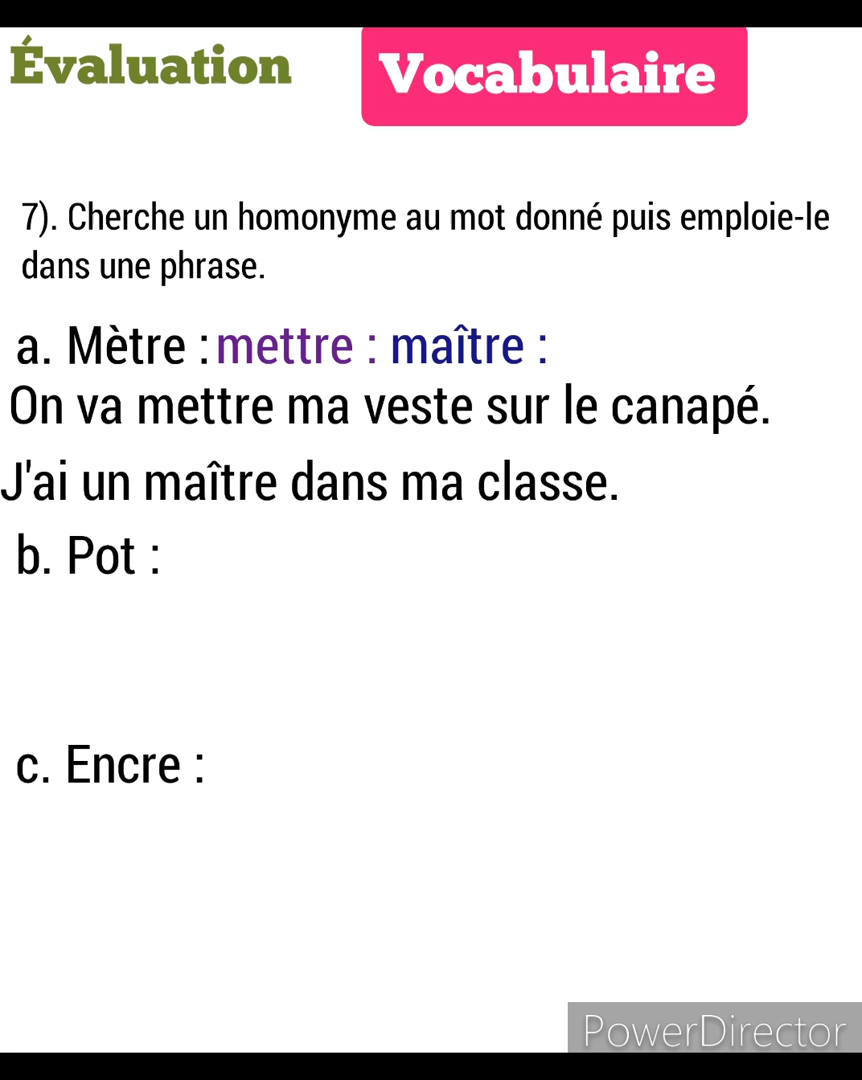 Évaluation
Vocabulaire
7). Cherche un homonyme au mot donné puis emploie-le
dans une phrase.
a. Mètre : mettre : maître :
On va mettre ma veste sur le canapé.
J'ai un maître dans ma classe.
b. Pot :
c. Encre :
PowerDirector